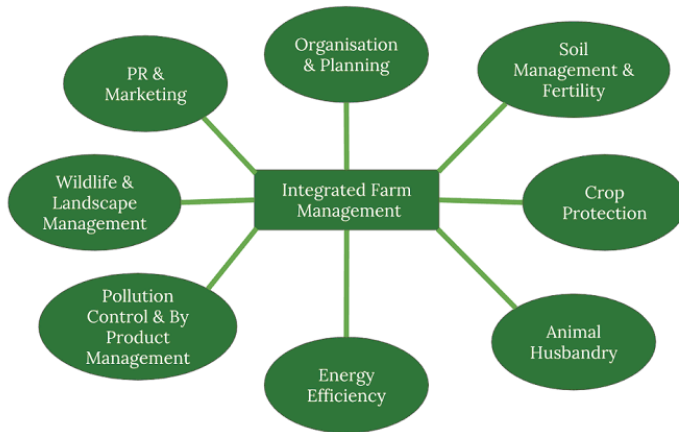 Organisation
& Planning
Soil
Management &
Fertility
PR &
Marketing
Integrated Farm
Management
Wildlife &
Landscape
Management
Crop
Protection
Pollution
Control & By
Product
Management
Animal
Husbandry
Energy
Efficiency